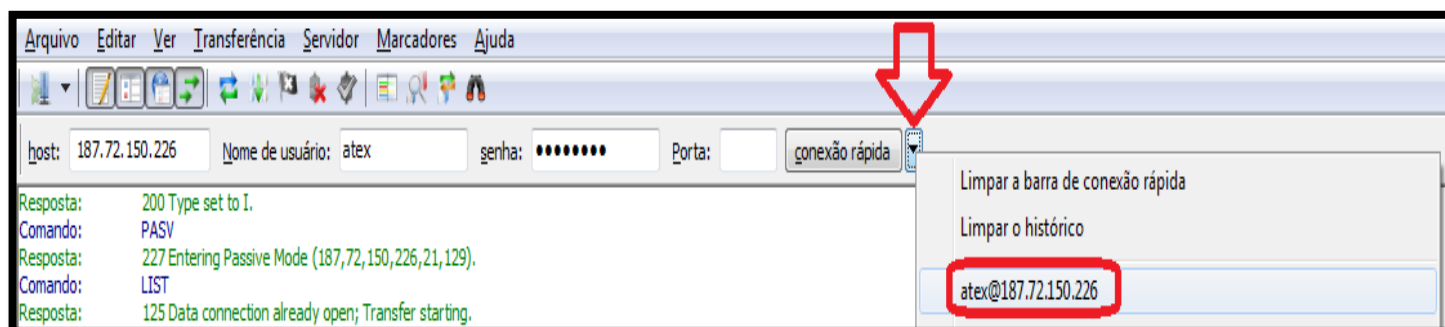 Arquivo Editar Ver Transferência Servidor Marcadores Ajuda
host: 187.72.150.226 Nome de usuário: atex senha: ●●●●●●●● Porta: conexão rápida
Limpar a barra de conexão rápida
Limpar o histórico
atex@187.72.150.226
Resposta: 200 Type set to I.
Comando: PASV
Resposta: 227 Entering Passive Mode (187,72,150,226,21,129).
Comando: LIST
Resposta: 125 Data connection already open; Transfer starting.